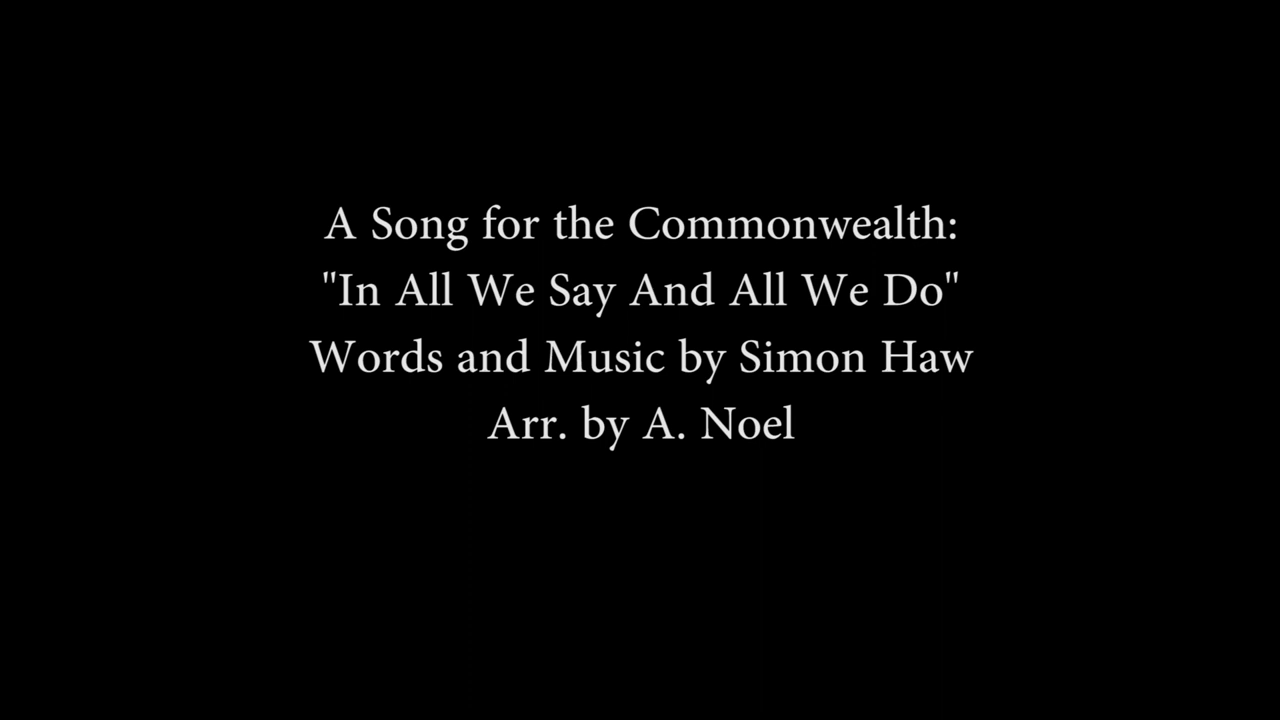 A Song for the Commonwealth:
"In All We Say And All We Do"
Words and Music by Simon Haw
Arr. by A. Noel